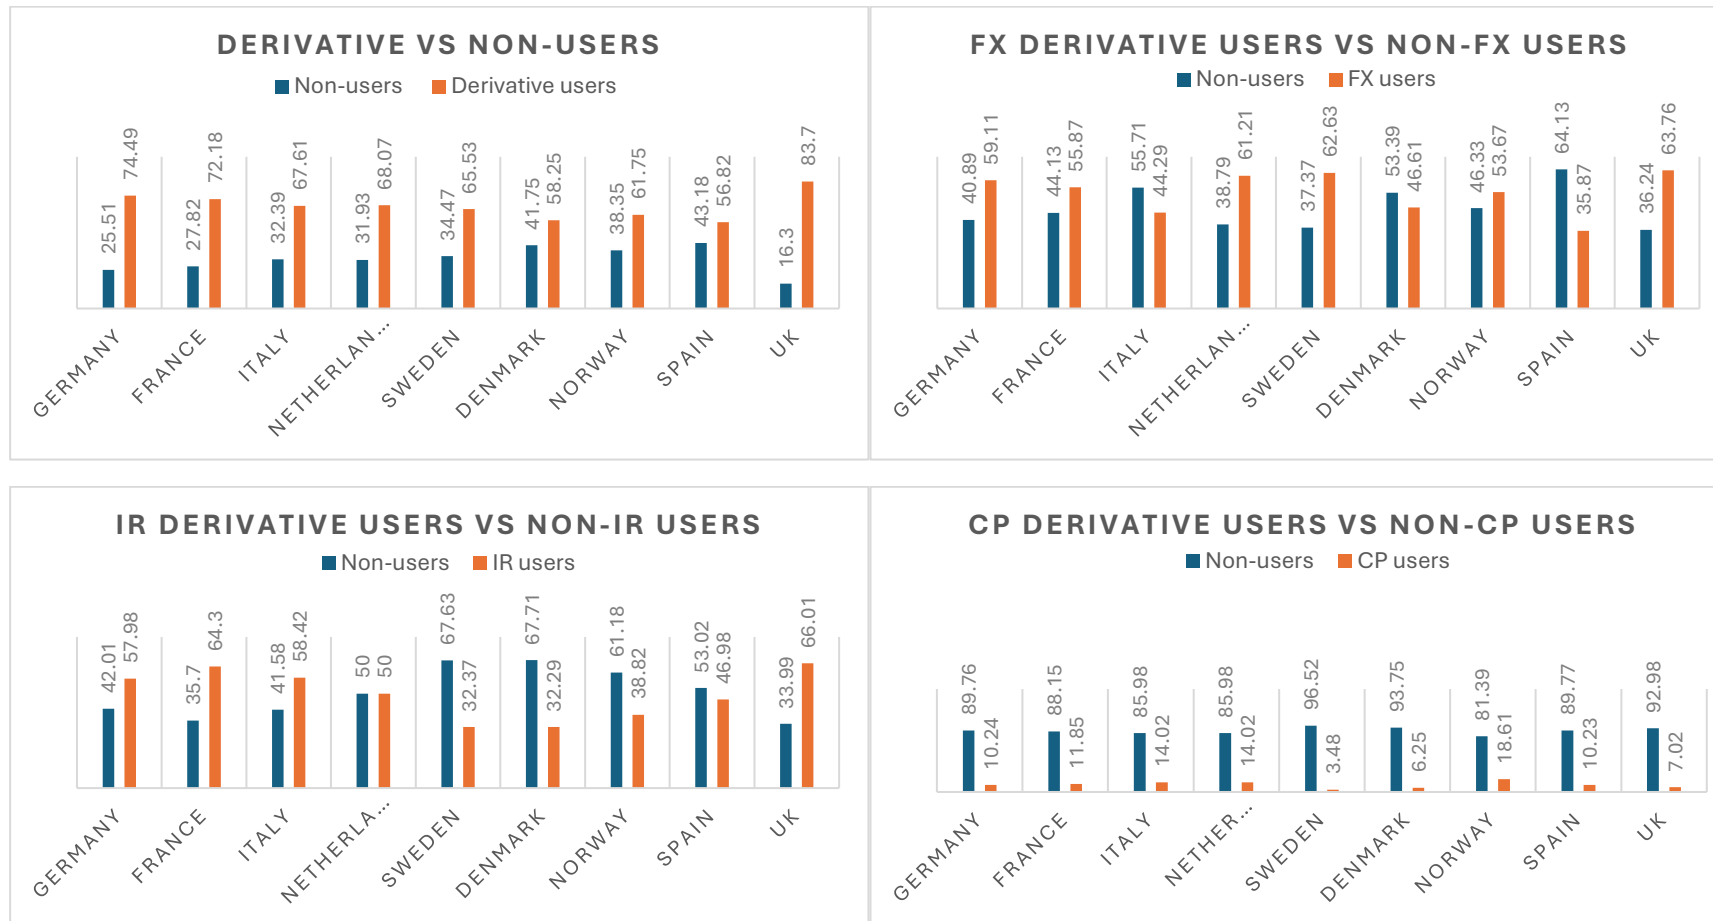 DERIVATIVE VS NON-USERS
Non-users Derivative users
25.51 74.49 27.82 72.18 32.39 67.61 31.93 68.07 34.47 65.53 41.75 58.25 38.35 61.75 43.18 56.82 16.3 83.7
GERMANY FRANCE ITALY NETHERLAN... SWEDEN DENMARK NORWAY SPAIN UK
FX DERIVATIVE USERS VS NON-FX USERS
Non-users FX users
40.89 59.11 44.13 55.87 55.71 44.29 38.79 61.21 37.37 62.63 53.39 46.61 46.33 53.67 64.13 35.87 36.24 63.76
GERMANY FRANCE ITALY NETHERLAN... SWEDEN DENMARK NORWAY SPAIN UK
IR DERIVATIVE USERS VS NON-IR USERS
Non-users IR users
42.01 57.98 35.7 64.3 41.58 58.42 50 50 67.63 32.37 67.71 32.29 61.18 38.82 53.02 46.98 33.99 66.01
GERMANY FRANCE ITALY NETHERLA... SWEDEN DENMARK NORWAY SPAIN UK
CP DERIVATIVE USERS VS NON-CP USERS
Non-users CP users
89.76 10.24 88.15 11.85 85.98 14.02 85.98 14.02 96.52 3.48 93.75 6.25 81.39 18.61 89.77 10.23 92.98 7.02
GERMANY FRANCE ITALY NETHER... SWEDEN DENMARK NORWAY SPAIN UK